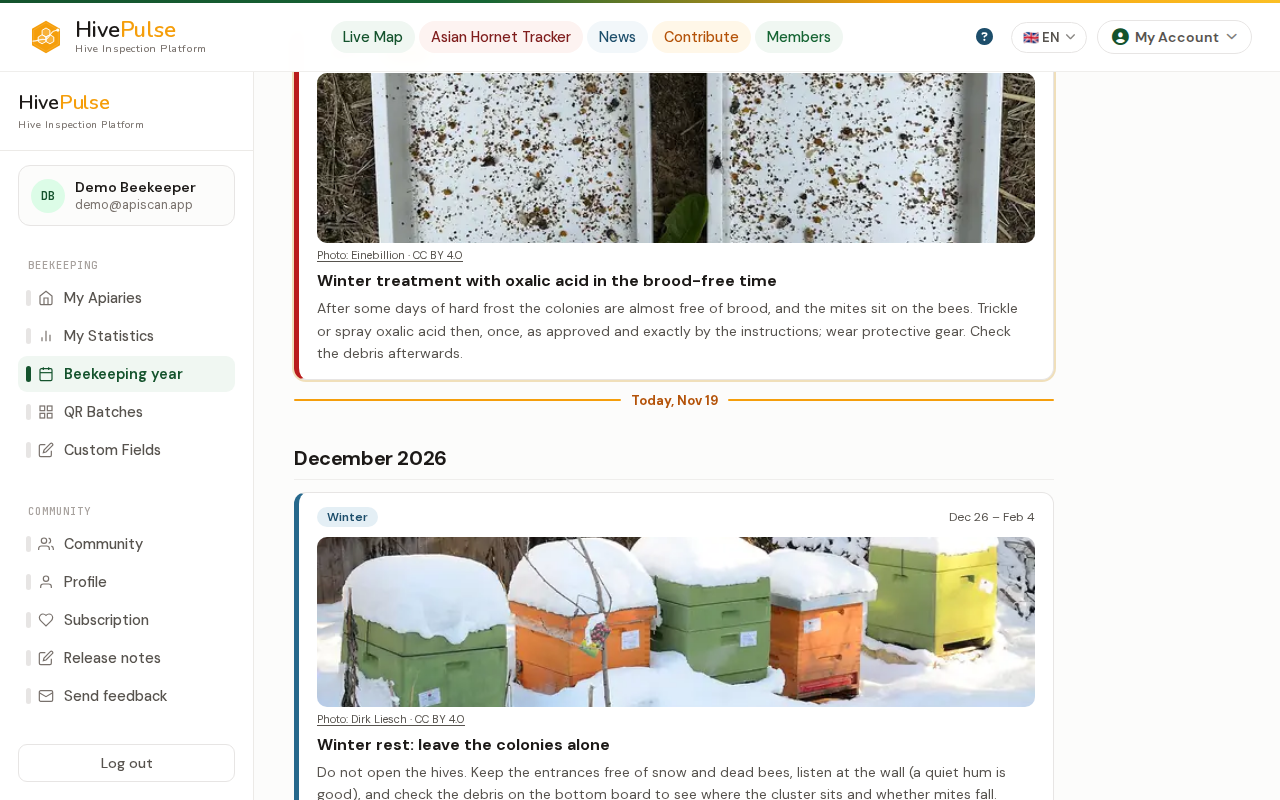 HivePulse
Hive Inspection Platform
Live Map
Asian Hornet Tracker
News
Contribute
Members
?
EN
My Account
HivePulse
Hive Inspection Platform
DB
Demo Beekeeper
demo@apiscan.app
BEEKEEPING
My Apiaries
My Statistics
Beekeeping year
QR Batches
Custom Fields
COMMUNITY
Community
Profile
Subscription
Release notes
Send feedback
Log out
Photo: Einebillion · CC BY 4.0
Winter treatment with oxalic acid in the brood-free time
After some days of hard frost the colonies are almost free of brood, and the mites sit on the bees. Trickle
or spray oxalic acid then, once, as approved and exactly by the instructions; wear protective gear. Check
the debris afterwards.
Today, Nov 19
December 2026
Winter
Dec 26 – Feb 4
Photo: Dirk Liesch · CC BY 4.0
Winter rest: leave the colonies alone
Do not open the hives. Keep the entrances free of snow and dead bees, listen at the wall (a quiet hum is
good), and check the debris on the bottom board to see where the cluster sits and whether mites fall.